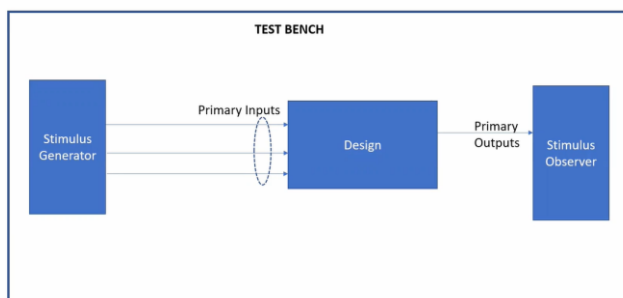 TEST BENCH
Stimulus
Generator
Primary Inputs
Design
Primary
Outputs
Stimulus
Observer